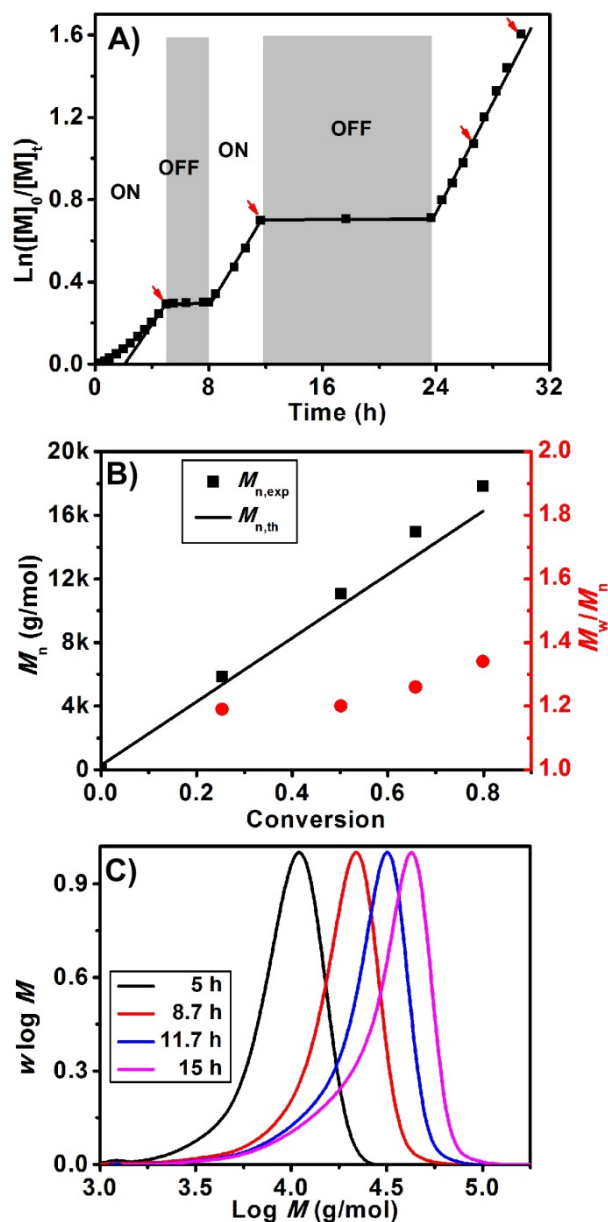 A)
ON
OFF
ON
OFF
Ln([M]₀/[M]ₜ)
1.6
1.2
0.8
0.4
0.0
0 8 16 24 32
Time (h)
B)
Mn,exp
Mn,th
Mn (g/mol)
20k
16k
12k
8k
4k
0
2.0
1.8
1.6
1.4
1.2
1.0
Mw/Mn
0.0 0.2 0.4 0.6 0.8
Conversion
C)
5 h
8.7 h
11.7 h
15 h
w log M
0.9
0.6
0.3
0.0
3.0 3.5 4.0 4.5 5.0
Log M (g/mol)